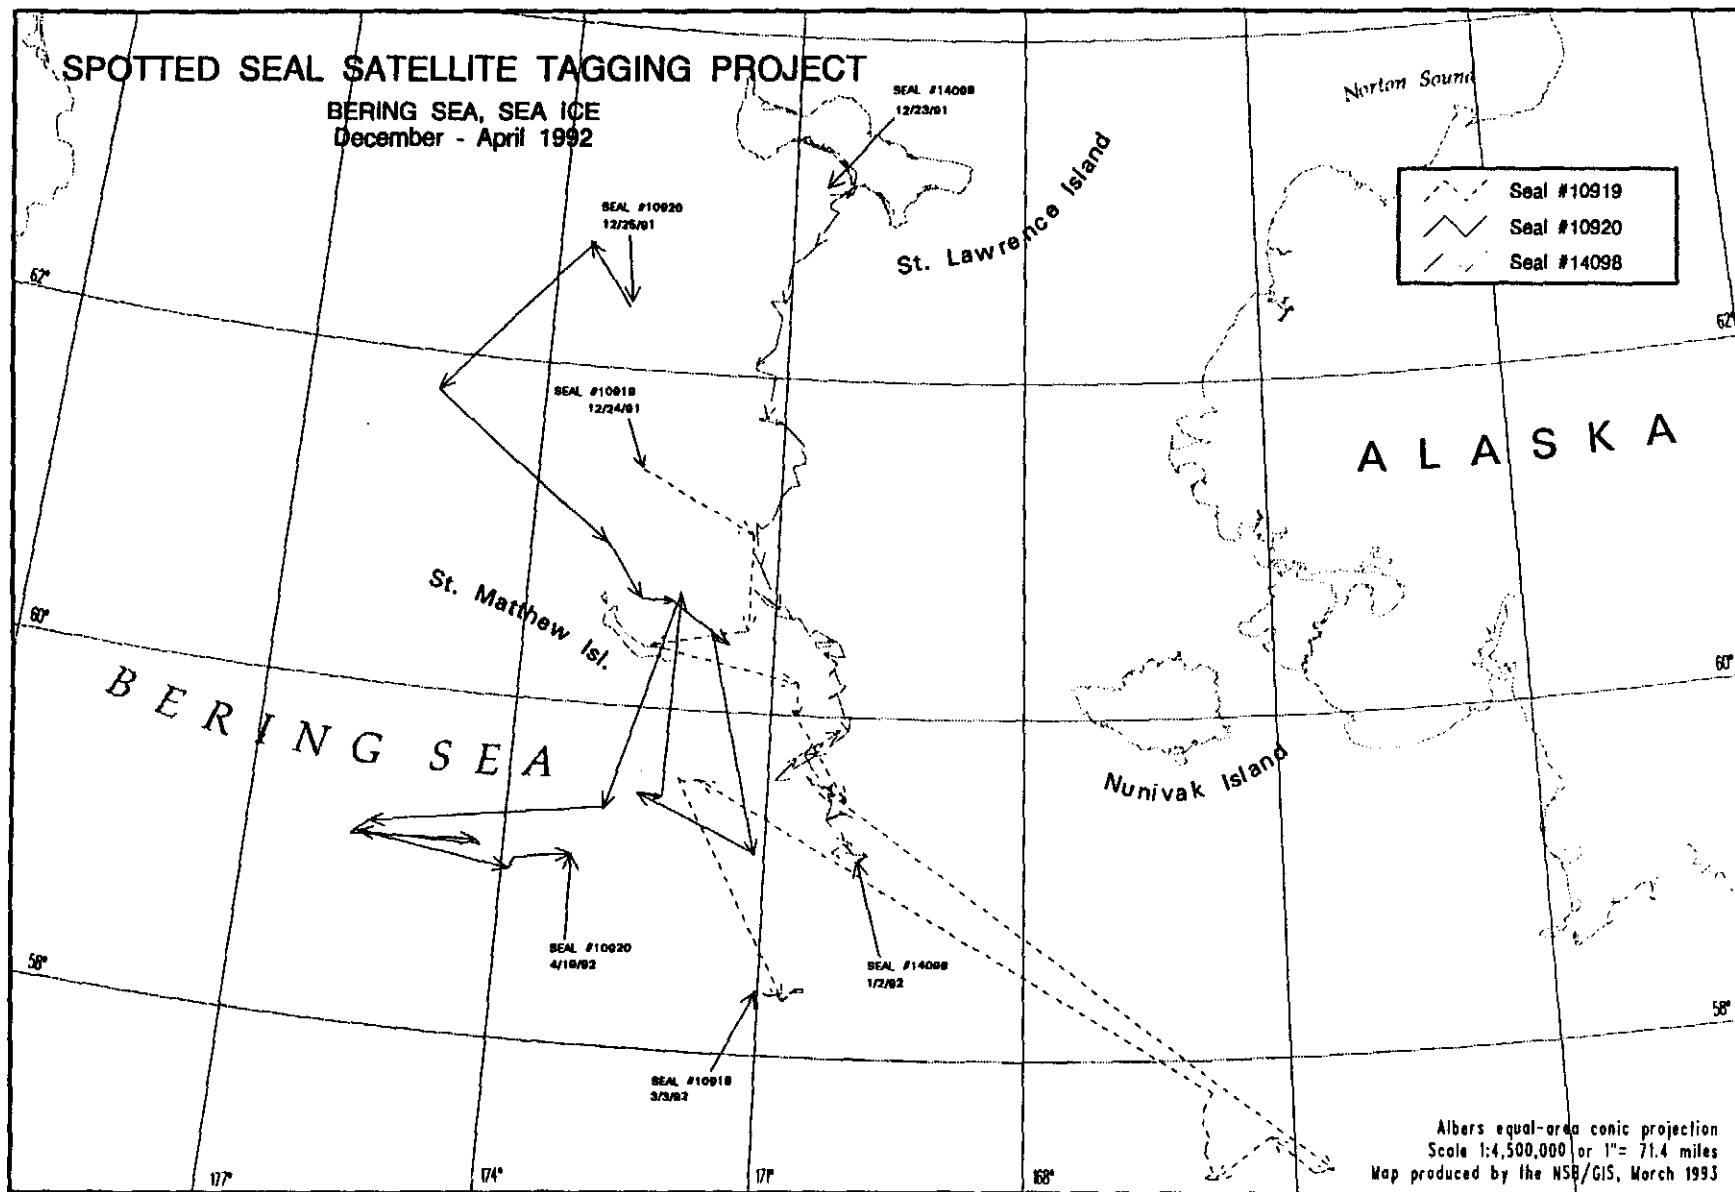 SPOTTED SEAL SATELLITE TAGGING PROJECT
BERING SEA, SEA ICE
December - April 1992
SEAL #14098
12/23/91
Norton Sound
St. Lawrence Island
Seal #10919
Seal #10920
Seal #14098
SEAL #10920
12/25/91
62°
62°
SEAL #10919
12/24/91
ALASKA
St. Matthew Isl.
60°
60°
BERING SEA
Nunivak Island
SEAL #10920
4/19/92
SEAL #14098
1/2/92
58°
58°
SEAL #10919
3/3/92
177°
174°
171°
168°
Albers equal-area conic projection
Scale 1:4,500,000 or 1"= 71.4 miles
Map produced by the NSB/GIS, March 1993